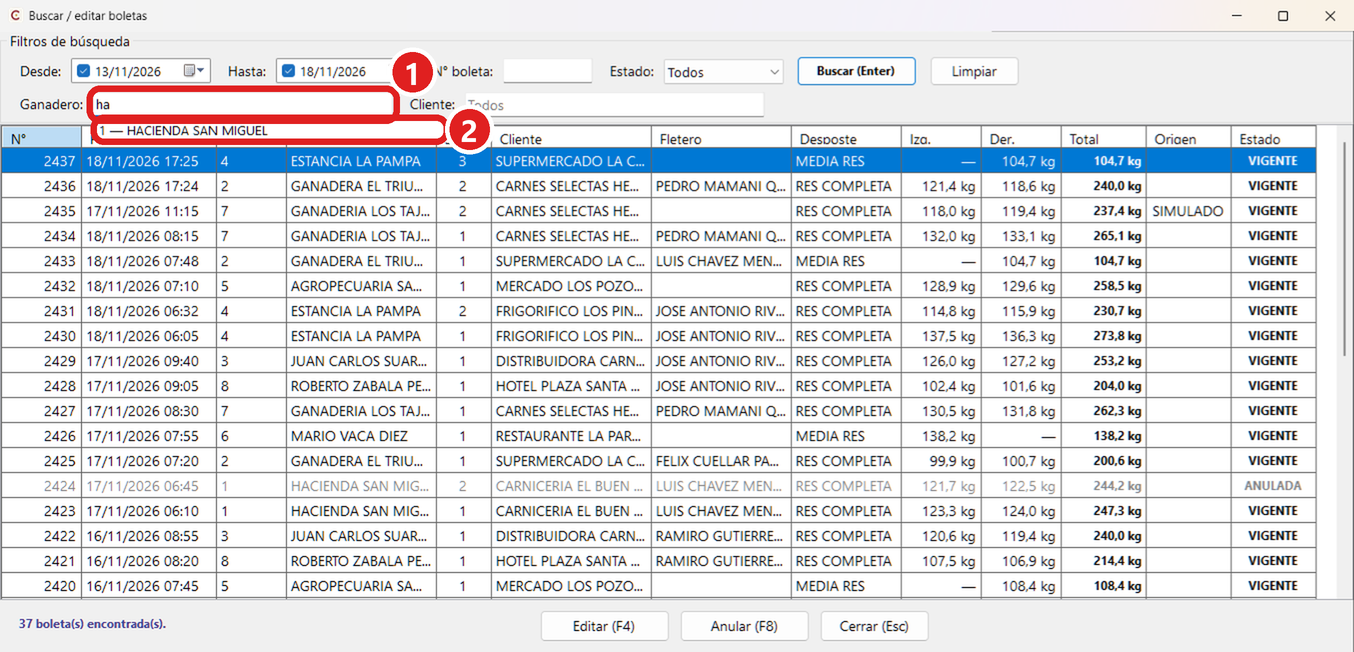 Buscar / editar boletas
Filtros de búsqueda
Desde: 13/11/2026 Hasta: 18/11/2026 1 N° boleta: Estado: Todos Buscar (Enter) Limpiar
Ganadero: ha Cliente: Todos
1 — HACIENDA SAN MIGUEL 2
N° Cliente Fletero Desposte Izq. Der. Total Origen Estado
2437 18/11/2026 17:25 4 ESTANCIA LA PAMPA 3 SUPERMERCADO LA C... MEDIA RES — 104,7 kg 104,7 kg VIGENTE
2436 18/11/2026 17:24 2 GANADERA EL TRIU... 2 CARNES SELECTAS HE... PEDRO MAMANI Q... RES COMPLETA 121,4 kg 118,6 kg 240,0 kg VIGENTE
2435 17/11/2026 11:15 7 GANADERIA LOS TAJ... 2 CARNES SELECTAS HE... RES COMPLETA 118,0 kg 119,4 kg 237,4 kg SIMULADO VIGENTE
2434 18/11/2026 08:15 7 GANADERIA LOS TAJ... 1 CARNES SELECTAS HE... PEDRO MAMANI Q... RES COMPLETA 132,0 kg 133,1 kg 265,1 kg VIGENTE
2433 18/11/2026 07:48 2 GANADERA EL TRIU... 1 SUPERMERCADO LA C... LUIS CHAVEZ MEN... MEDIA RES — 104,7 kg 104,7 kg VIGENTE
2432 18/11/2026 07:10 5 AGROPECUARIA SA... 1 MERCADO LOS POZO... RES COMPLETA 128,9 kg 129,6 kg 258,5 kg VIGENTE
2431 18/11/2026 06:32 4 ESTANCIA LA PAMPA 2 FRIGORIFICO LOS PIN... JOSE ANTONIO RIV... RES COMPLETA 114,8 kg 115,9 kg 230,7 kg VIGENTE
2430 18/11/2026 06:05 4 ESTANCIA LA PAMPA 1 FRIGORIFICO LOS PIN... JOSE ANTONIO RIV... RES COMPLETA 137,5 kg 136,3 kg 273,8 kg VIGENTE
2429 17/11/2026 09:40 3 JUAN CARLOS SUAR... 1 DISTRIBUIDORA CARN... JOSE ANTONIO RIV... RES COMPLETA 126,0 kg 127,2 kg 253,2 kg VIGENTE
2428 17/11/2026 09:05 8 ROBERTO ZABALA PE... 1 HOTEL PLAZA SANTA ... JOSE ANTONIO RIV... RES COMPLETA 102,4 kg 101,6 kg 204,0 kg VIGENTE
2427 17/11/2026 08:30 7 GANADERIA LOS TAJ... 1 CARNES SELECTAS HE... PEDRO MAMANI Q... RES COMPLETA 130,5 kg 131,8 kg 262,3 kg VIGENTE
2426 17/11/2026 07:55 6 MARIO VACA DIEZ 1 RESTAURANTE LA PAR... MEDIA RES 138,2 kg — 138,2 kg VIGENTE
2425 17/11/2026 07:20 2 GANADERA EL TRIU... 1 SUPERMERCADO LA C... FELIX CUELLAR PA... RES COMPLETA 99,9 kg 100,7 kg 200,6 kg VIGENTE
2424 17/11/2026 06:45 1 HACIENDA SAN MIG... 2 CARNICERIA EL BUEN ... LUIS CHAVEZ MEN... RES COMPLETA 121,7 kg 122,5 kg 244,2 kg ANULADA
2423 17/11/2026 06:10 1 HACIENDA SAN MIG... 1 CARNICERIA EL BUEN ... LUIS CHAVEZ MEN... RES COMPLETA 123,3 kg 124,0 kg 247,3 kg VIGENTE
2422 16/11/2026 08:55 3 JUAN CARLOS SUAR... 1 DISTRIBUIDORA CARN... RAMIRO GUTIERRE... RES COMPLETA 120,6 kg 119,4 kg 240,0 kg VIGENTE
2421 16/11/2026 08:20 8 ROBERTO ZABALA PE... 1 HOTEL PLAZA SANTA ... RAMIRO GUTIERRE... RES COMPLETA 107,5 kg 106,9 kg 214,4 kg VIGENTE
2420 16/11/2026 07:45 5 AGROPECUARIA SA... 1 MERCADO LOS POZO... MEDIA RES — 108,4 kg 108,4 kg VIGENTE
37 boleta(s) encontrada(s). Editar (F4) Anular (F8) Cerrar (Esc)